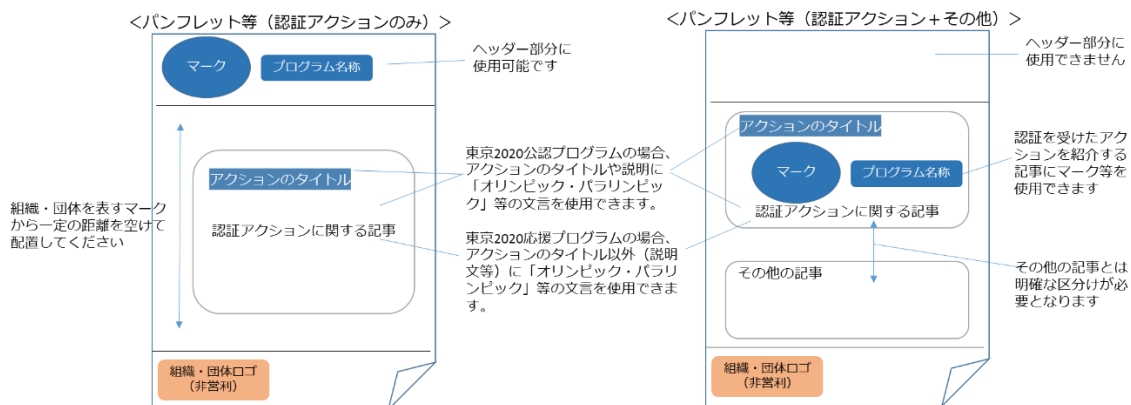 ＜パンフレット等（認証アクションのみ）＞
マーク
プログラム名称
ヘッダー部分に
使用可能です
アクションのタイトル
認証アクションに関する記事
組織・団体を表すマーク
から一定の距離を空けて
配置してください
組織・団体ロゴ
（非営利）
東京2020公認プログラムの場合、
アクションのタイトルや説明に
「オリンピック・パラリンピッ
ク」等の文言を使用できます。
東京2020応援プログラムの場合、
アクションのタイトル以外（説明
文等）に「オリンピック・パラリ
ンピック」等の文言を使用できま
す。
＜パンフレット等（認証アクション＋その他）＞
ヘッダー部分に
使用できません
アクションのタイトル
マーク
プログラム名称
認証アクションに関する記事
認証を受けたアク
ションを紹介する
記事にマーク等を
使用できます
その他の記事
その他の記事とは
明確な区分けが必
要となります
組織・団体ロゴ
（非営利）